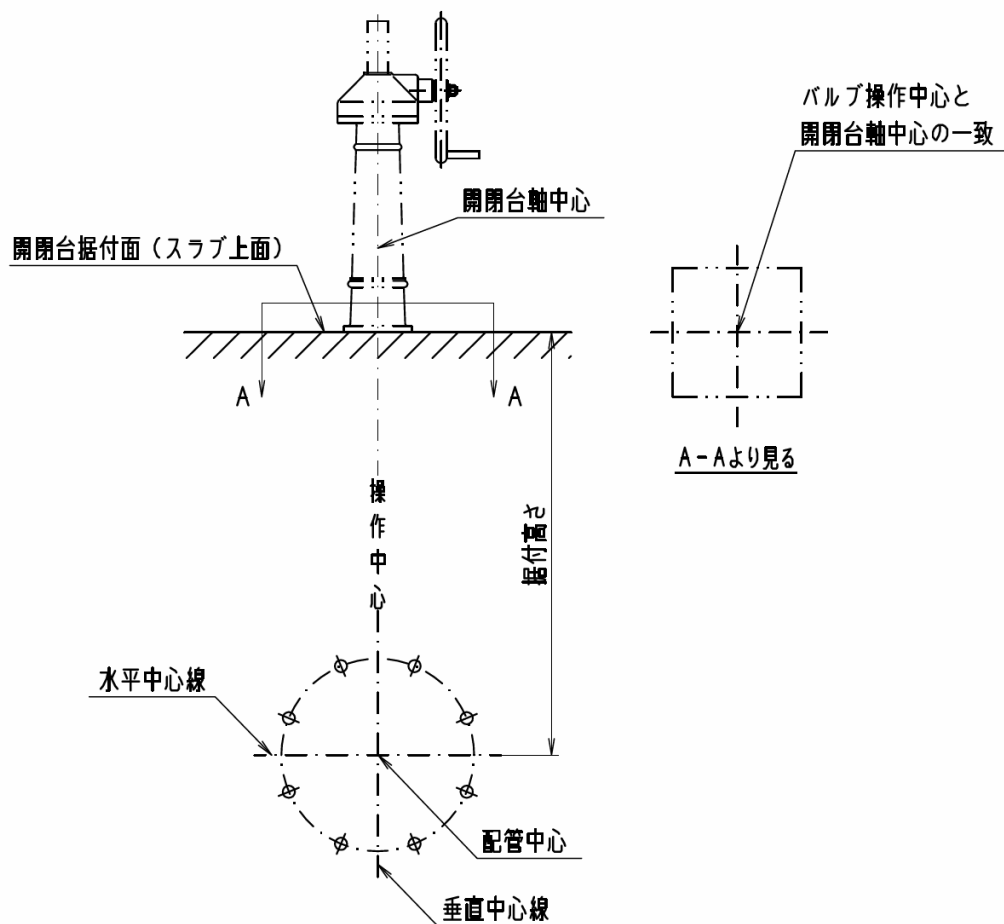 バルブ操作中心と
開閉台軸中心の一致
開閉台軸中心
開閉台据付面（スラブ上面）
A
A
A-Aより見る
操作中心
据付高さ
水平中心線
配管中心
垂直中心線